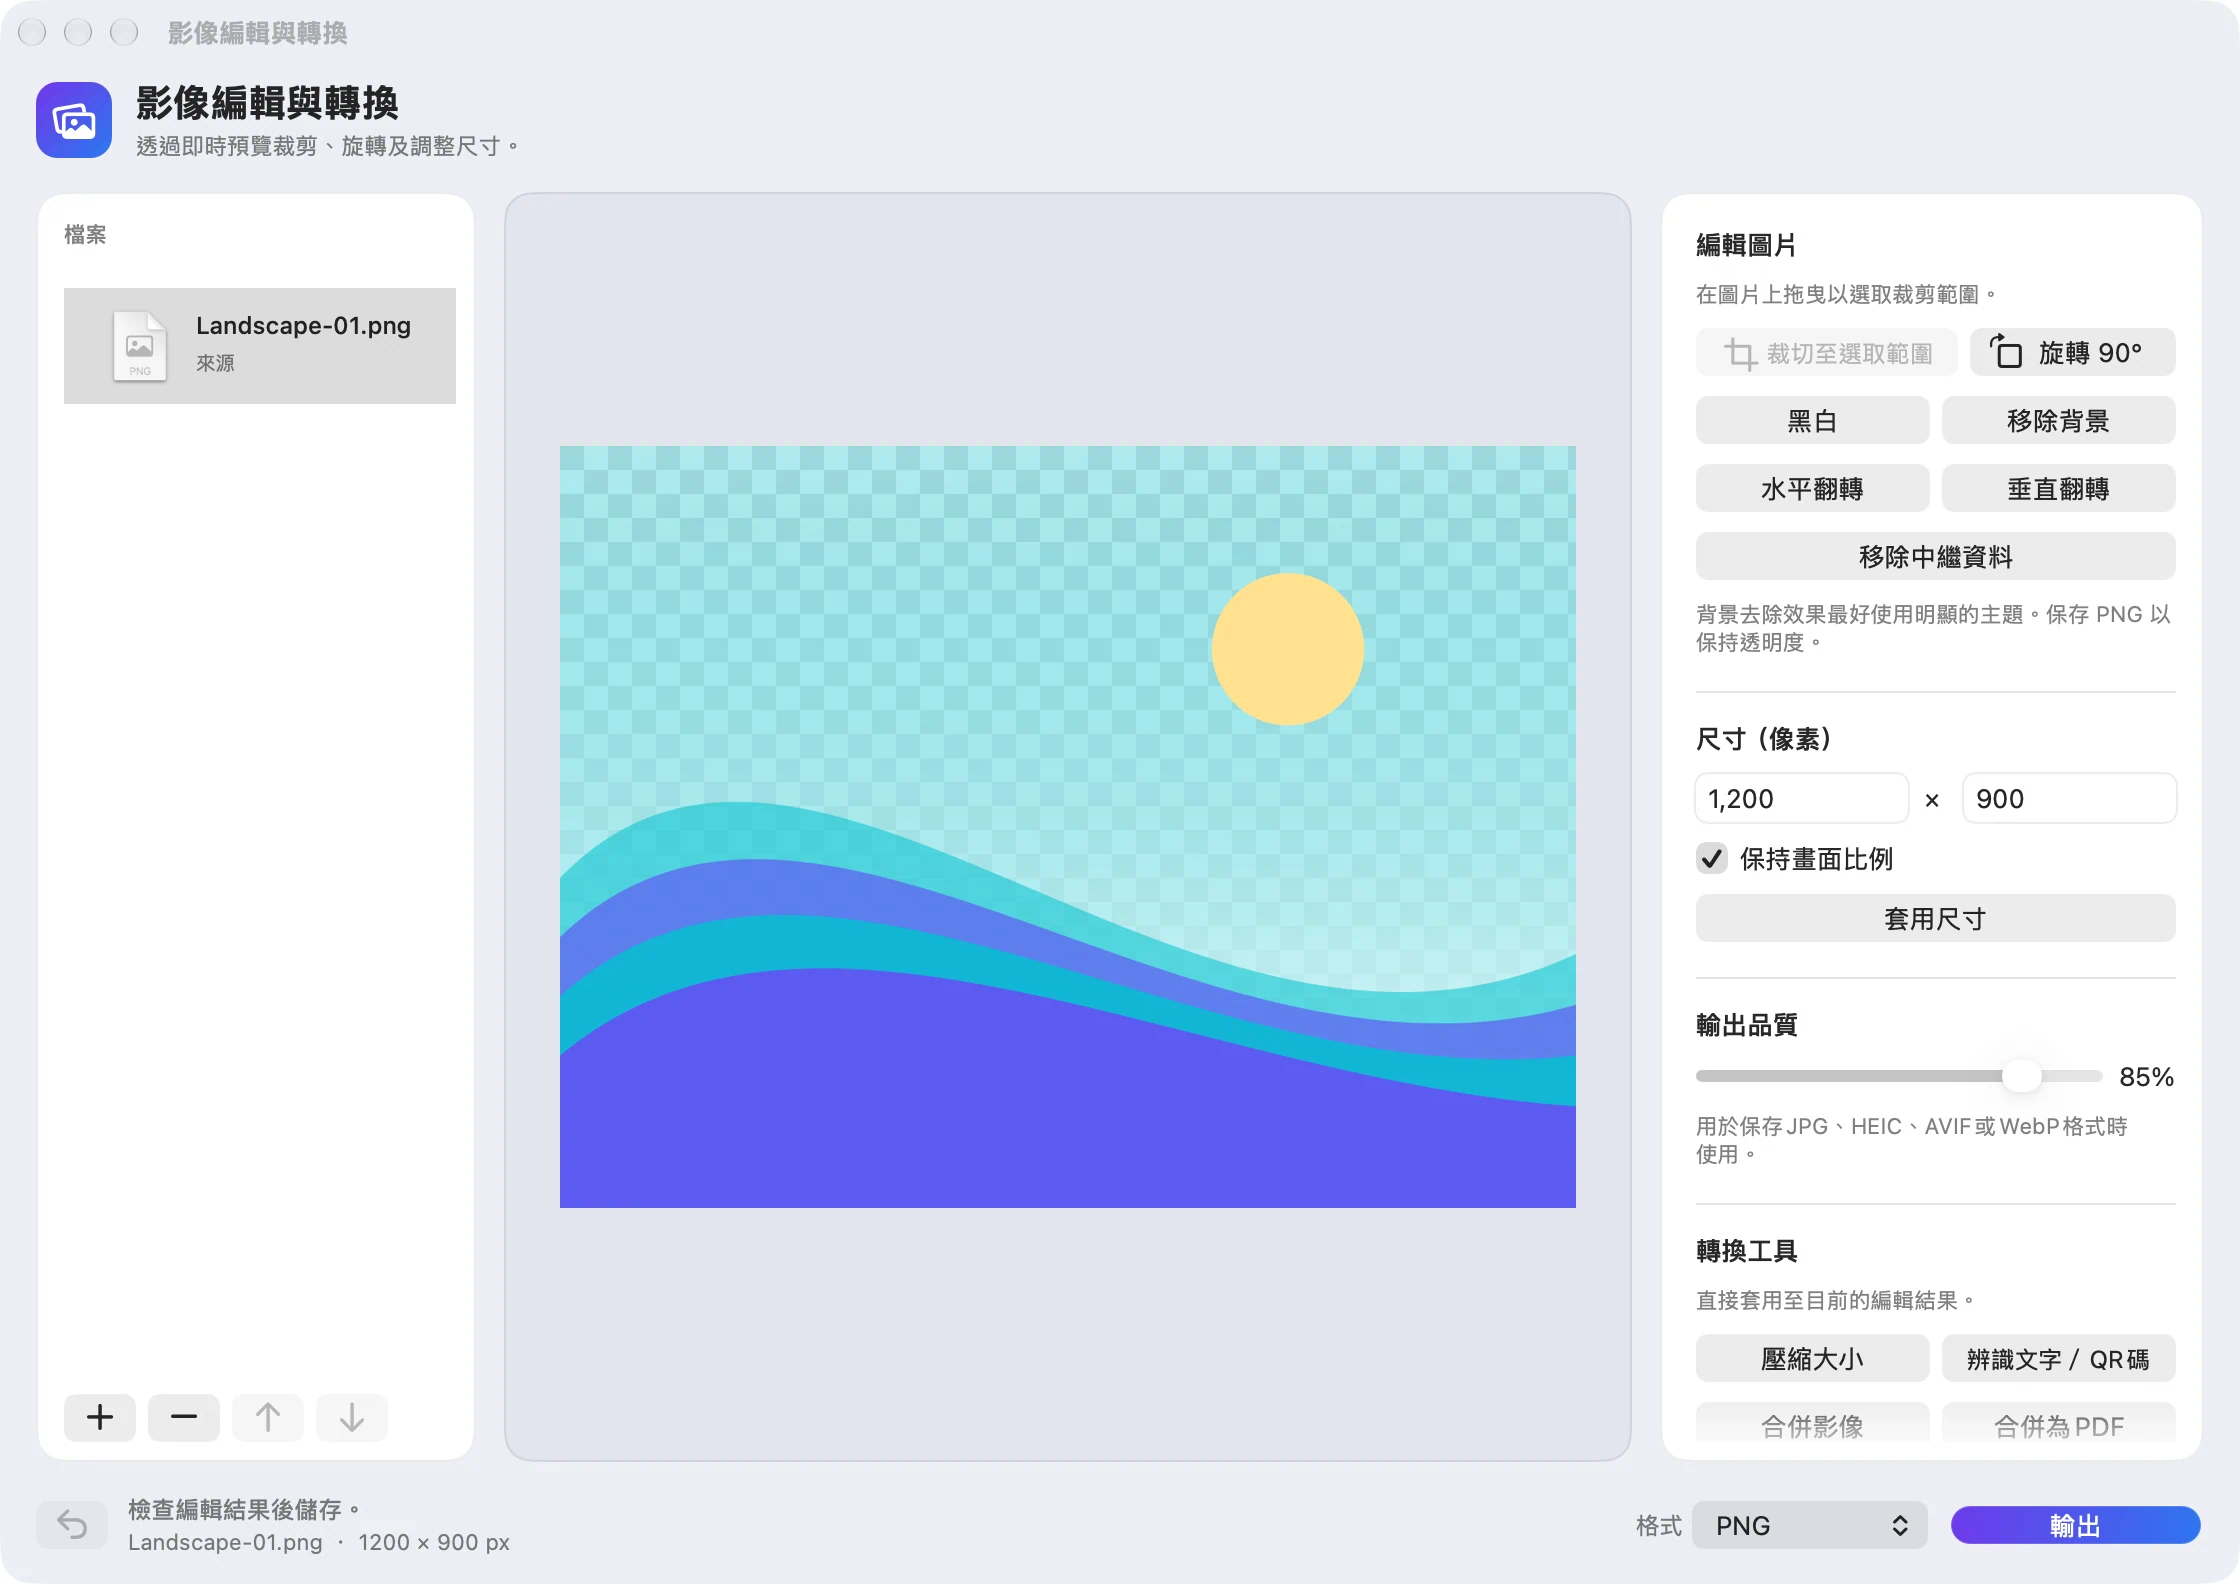 影像編輯與轉換
影像編輯與轉換
透過即時預覽裁剪、旋轉及調整尺寸。
檔案
PNG
Landscape-01.png
來源
編輯圖片
在圖片上拖曳以選取裁剪範圍。
裁切至選取範圍
旋轉 90°
黑白
移除背景
水平翻轉
垂直翻轉
移除中繼資料
背景去除效果最好使用明顯的主題。保存 PNG 以
保持透明度。
尺寸（像素）
1,200 × 900
保持畫面比例
套用尺寸
輸出品質
85%
用於保存 JPG、HEIC、AVIF 或 WebP 格式時
使用。
轉換工具
直接套用至目前的編輯結果。
壓縮大小
辨識文字 / QR 碼
合併影像
合併為 PDF
檢查編輯結果後儲存。
Landscape-01.png · 1200 × 900 px
格式
PNG
輸出